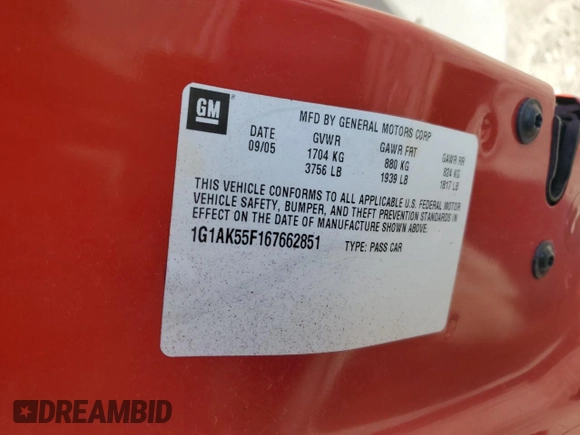 GM
MFD BY GENERAL MOTORS CORP
DATE GVWR GAWR FRT GAWR RR
09/05 1704 KG 880 KG 824 KG
3756 LB 1939 LB 1817 LB
THIS VEHICLE CONFORMS TO ALL APPLICABLE U.S. FEDERAL MOTOR
VEHICLE SAFETY, BUMPER, AND THEFT PREVENTION STANDARDS IN
EFFECT ON THE DATE OF MANUFACTURE SHOWN ABOVE.
1G1AK55F167662851 TYPE: PASS CAR
DREAMBID